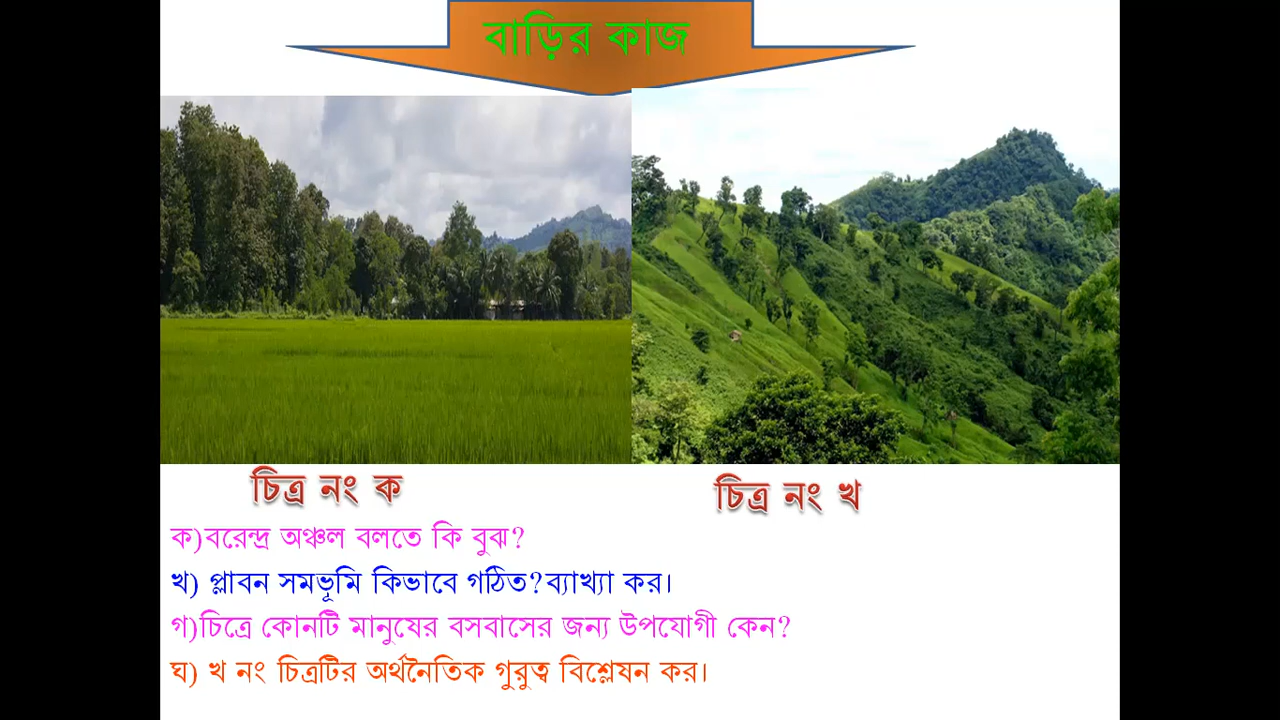 বাড়ির কাজ
চিত্র নং ক
চিত্র নং খ
ক)বরেন্দ্র অঞ্চল বলতে কি বুঝ?
খ) প্লাবন সমভূমি কিভাবে গঠিত?ব্যাখ্যা কর।
গ)চিত্রে কোনটি মানুষের বসবাসের জন্য উপযোগী কেন?
ঘ) খ নং চিত্রটির অর্থনৈতিক গুরুত্ব বিশ্লেষন কর।